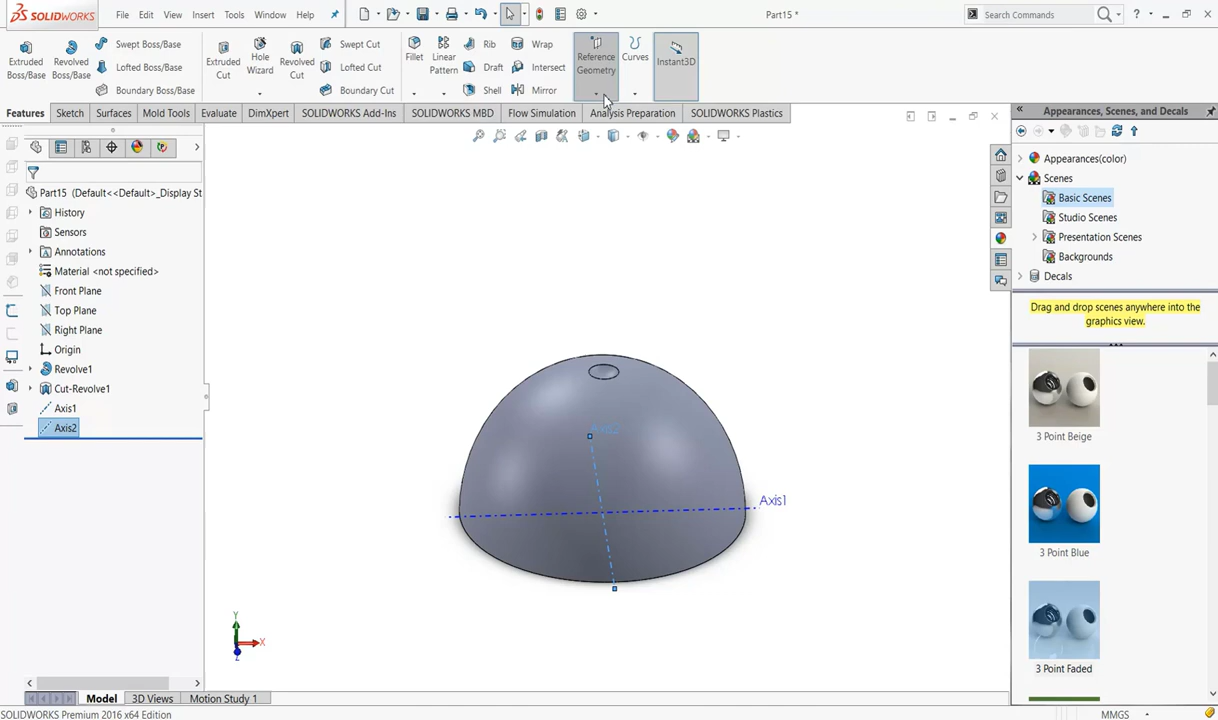 SOLIDWORKS File Edit View Insert Tools Window Help Part15 * Search Commands ?
Extruded Boss/Base
Revolved Boss/Base
Swept Boss/Base
Lofted Boss/Base
Boundary Boss/Base
Extruded Cut
Hole Wizard
Revolved Cut
Swept Cut
Lofted Cut
Boundary Cut
Fillet
Linear Pattern
Rib
Draft
Shell
Wrap
Intersect
Mirror
Reference Geometry
Curves
Instant3D
Features Sketch Surfaces Mold Tools Evaluate DimXpert SOLIDWORKS Add-Ins SOLIDWORKS MBD Flow Simulation Analysis Preparation SOLIDWORKS Plastics
Part15 (Default<<Default>_Display St
History
Sensors
Annotations
Material <not specified>
Front Plane
Top Plane
Right Plane
Origin
Revolve1
Cut-Revolve1
Axis1
Axis2
Axis2
Axis1
Y
X
Z
Appearances, Scenes, and Decals
Appearances(color)
Scenes
Basic Scenes
Studio Scenes
Presentation Scenes
Backgrounds
Decals
Drag and drop scenes anywhere into the
graphics view.
3 Point Beige
3 Point Blue
3 Point Faded
Model 3D Views Motion Study 1
SOLIDWORKS Premium 2016 x64 Edition MMGS